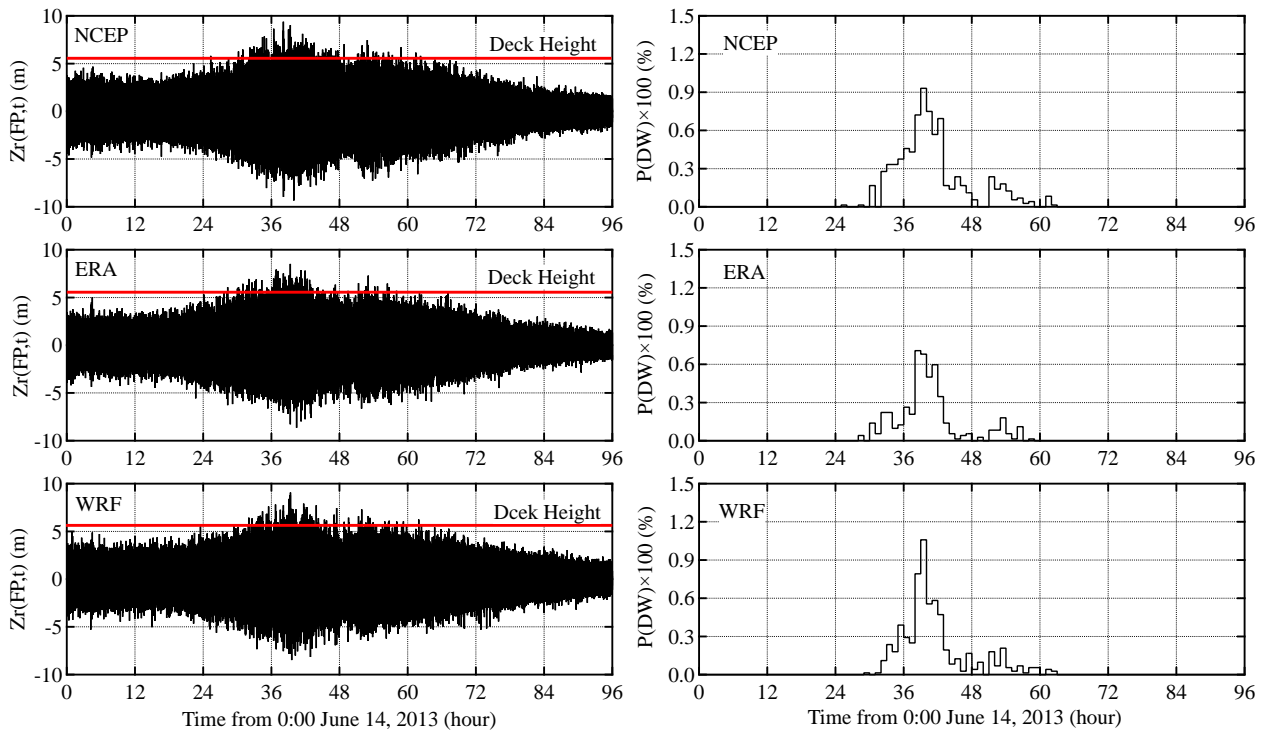 NCEP
Deck Height
Zr(FP,t) (m)
10
5
0
-5
-10
0 12 24 36 48 60 72 84 96
NCEP
P(DW)×100 (%)
1.5
1.2
0.9
0.6
0.3
0.0
0 12 24 36 48 60 72 84 96
ERA
Deck Height
Zr(FP,t) (m)
10
5
0
-5
-10
0 12 24 36 48 60 72 84 96
ERA
P(DW)×100 (%)
1.5
1.2
0.9
0.6
0.3
0.0
0 12 24 36 48 60 72 84 96
WRF
Dcek Height
Zr(FP,t) (m)
10
5
0
-5
-10
0 12 24 36 48 60 72 84 96
Time from 0:00 June 14, 2013 (hour)
WRF
P(DW)×100 (%)
1.5
1.2
0.9
0.6
0.3
0.0
0 12 24 36 48 60 72 84 96
Time from 0:00 June 14, 2013 (hour)